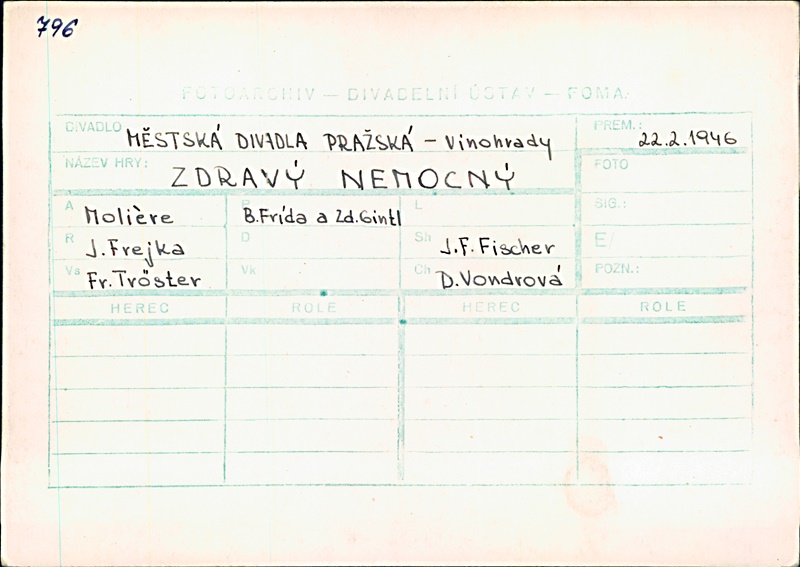 796
FOTOARCHIV — DIVADELNÍ ÚSTAV — FOMA
DIVADLO MĚSTSKÁ DIVADLA PRAŽSKÁ - Vinohrady PREM.: 22.2.1946
NÁZEV HRY: ZDRAVÝ NEMOCNÝ FOTO
A Molière P B.Frída a Zd.Gintl L SIG.:
R J.Frejka D Sh J.F.Fischer E/
Vs Fr.Tröster Vk Ch D.Vondrová POZN.:
HEREC ROLE HEREC ROLE